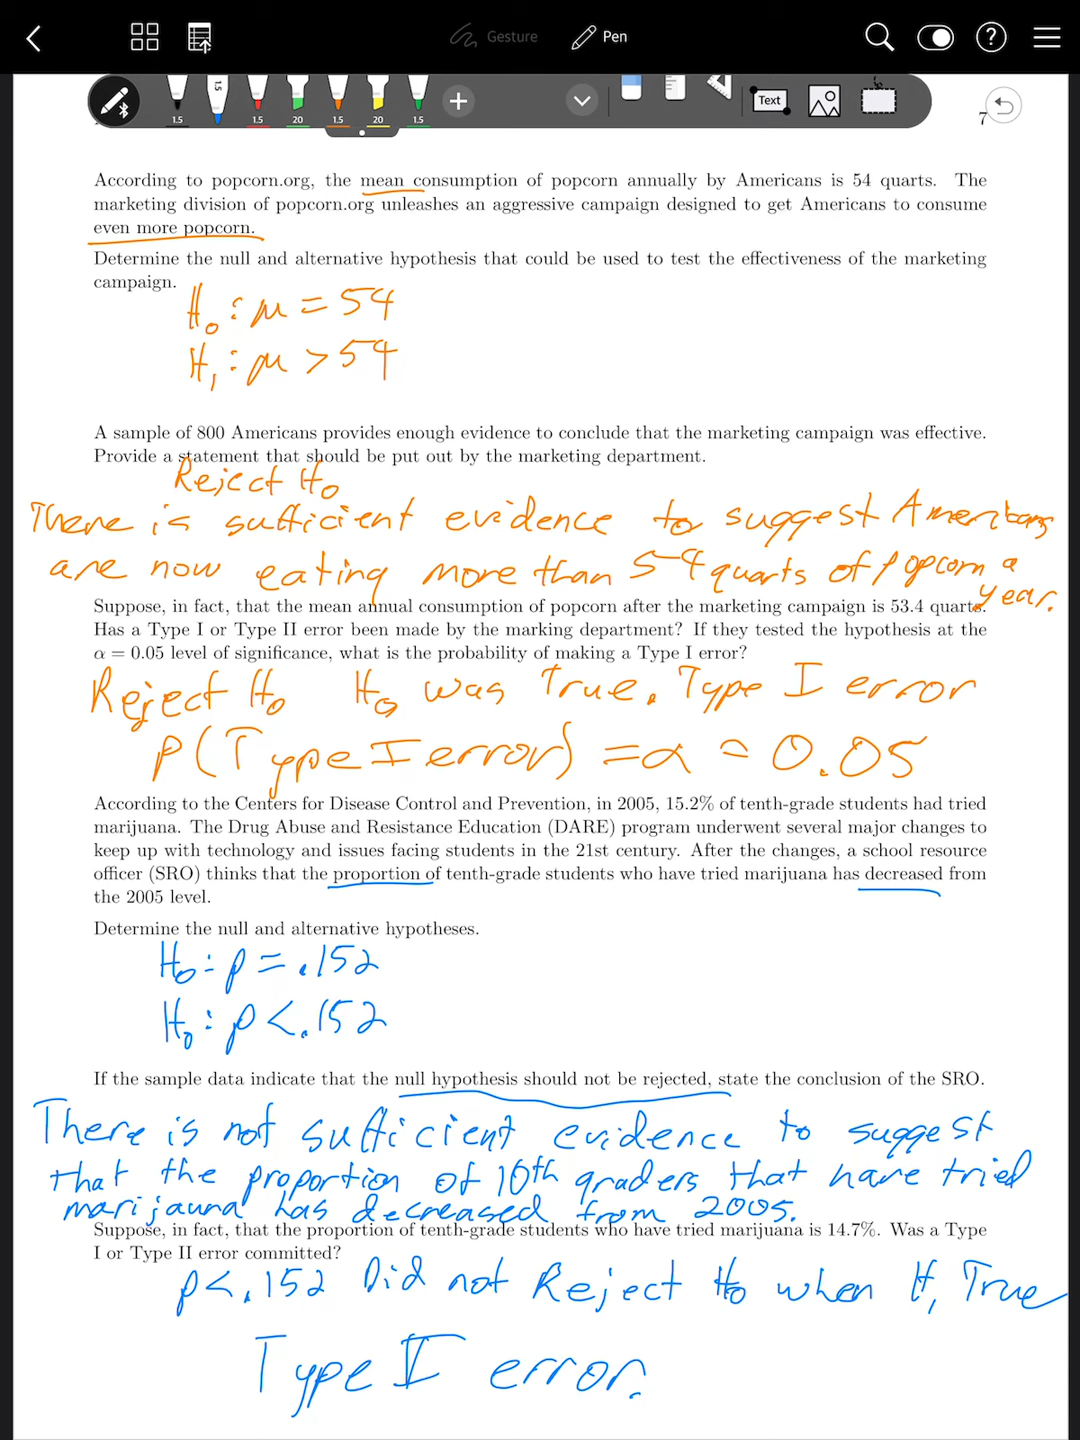 Gesture
Pen
1.5
1.5
1.5
20
1.5
20
1.5
Text
7
According to popcorn.org, the mean consumption of popcorn annually by Americans is 54 quarts. The
marketing division of popcorn.org unleashes an aggressive campaign designed to get Americans to consume
even more popcorn.
Determine the null and alternative hypothesis that could be used to test the effectiveness of the marketing
campaign.
H₀ : μ = 54
H₁ : μ > 54
A sample of 800 Americans provides enough evidence to conclude that the marketing campaign was effective.
Provide a statement that should be put out by the marketing department.
Reject H₀
There is sufficient evidence to suggest Americans
are now eating more than 54 quarts of popcorn a
year.
Suppose, in fact, that the mean annual consumption of popcorn after the marketing campaign is 53.4 quarts.
Has a Type I or Type II error been made by the marking department? If they tested the hypothesis at the
α = 0.05 level of significance, what is the probability of making a Type I error?
Reject H₀ H₀ was True. Type I error
P(Type I error) = α = 0.05
According to the Centers for Disease Control and Prevention, in 2005, 15.2% of tenth-grade students had tried
marijuana. The Drug Abuse and Resistance Education (DARE) program underwent several major changes to
keep up with technology and issues facing students in the 21st century. After the changes, a school resource
officer (SRO) thinks that the proportion of tenth-grade students who have tried marijuana has decreased from
the 2005 level.
Determine the null and alternative hypotheses.
H₀ : p = .152
H₀ : p < .152
If the sample data indicate that the null hypothesis should not be rejected, state the conclusion of the SRO.
There is not sufficient evidence to suggest
that the proportion of 10th graders that have tried
marijauna has decreased from 2005.
Suppose, in fact, that the proportion of tenth-grade students who have tried marijuana is 14.7%. Was a Type
I or Type II error committed?
p < .152 Did not Reject H₀ when H₁ True
Type II error.